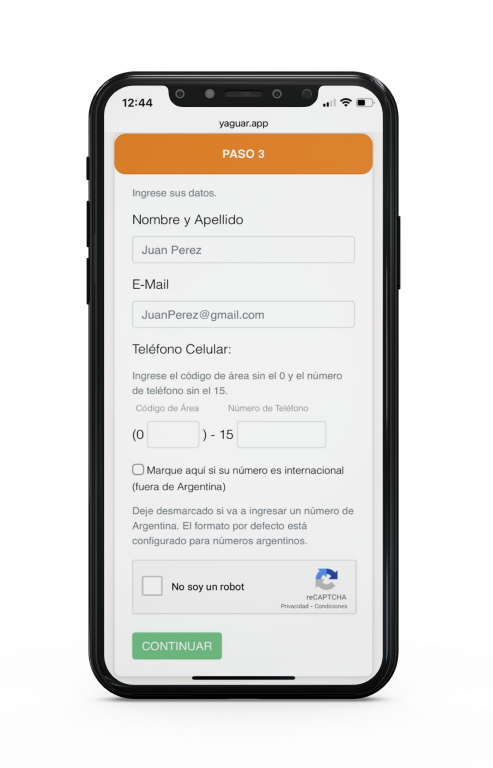 12:44
yaguar.app
PASO 3
Ingrese sus datos.
Nombre y Apellido
Juan Perez
E-Mail
JuanPerez@gmail.com
Teléfono Celular:
Ingrese el código de área sin el 0 y el número
de teléfono sin el 15.
Código de Área Número de Teléfono
(0 ) - 15
Marque aquí si su número es internacional
(fuera de Argentina)
Deje desmarcado si va a ingresar un número de
Argentina. El formato por defecto está
configurado para números argentinos.
No soy un robot
reCAPTCHA
Privacidad - Condiciones
CONTINUAR